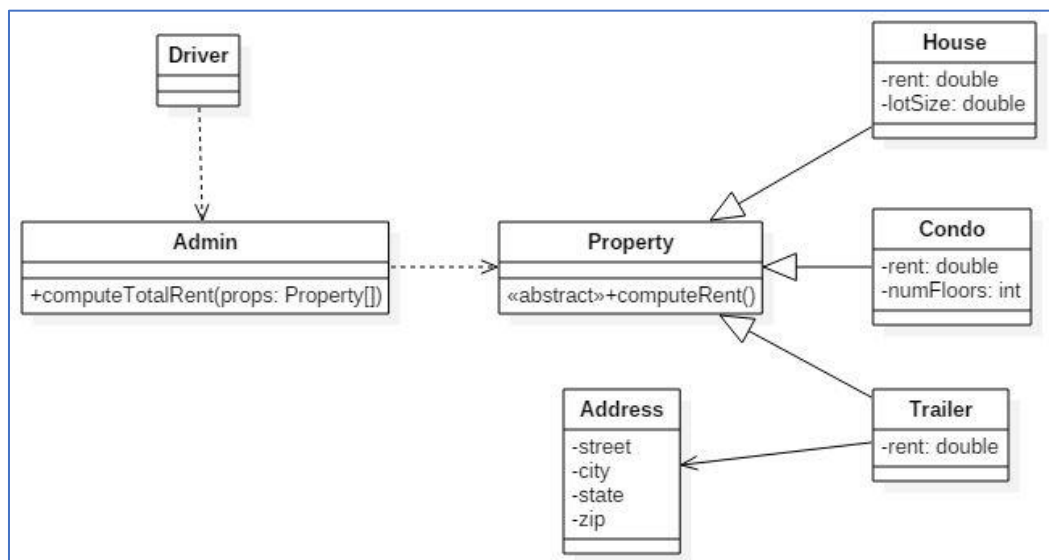 Driver
House
-rent: double
-lotSize: double
Admin
+computeTotalRent(props: Property[])
Property
«abstract»+computeRent()
Condo
-rent: double
-numFloors: int
Address
-street
-city
-state
-zip
Trailer
-rent: double